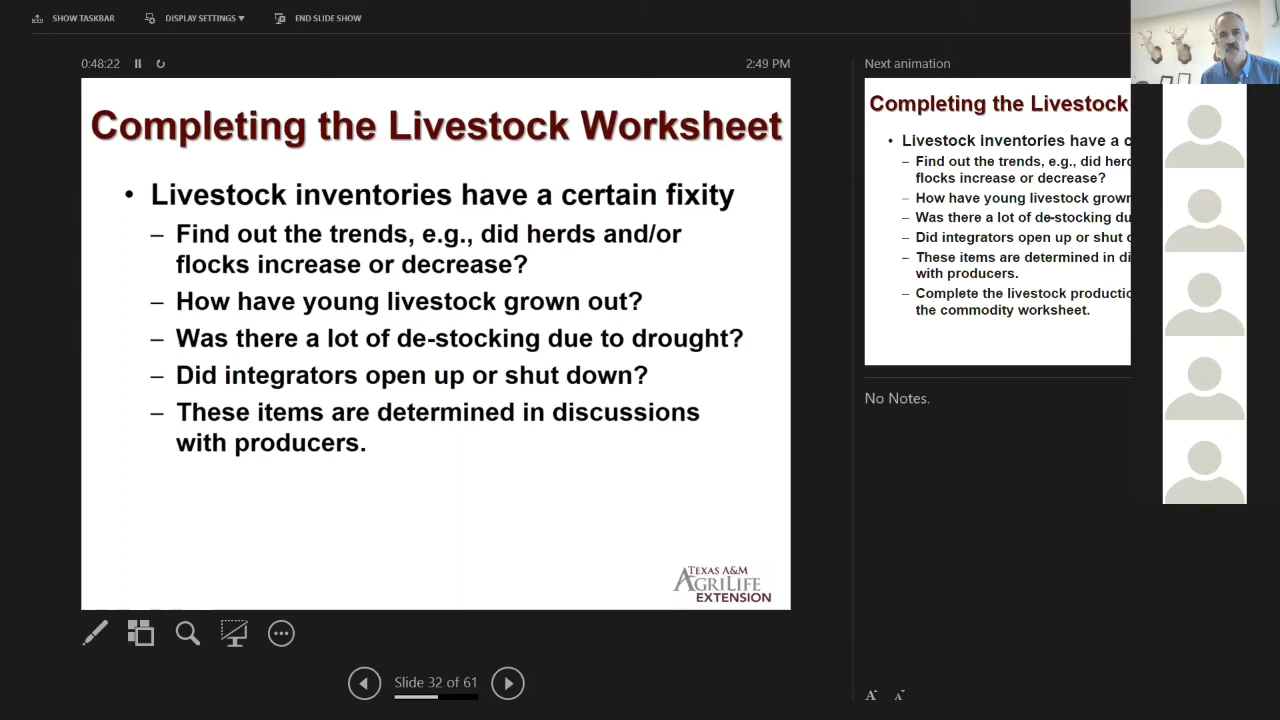 SHOW TASKBAR DISPLAY SETTINGS ▼ END SLIDE SHOW
0:48:22 2:49 PM
Completing the Livestock Worksheet
• Livestock inventories have a certain fixity
– Find out the trends, e.g., did herds and/or
flocks increase or decrease?
– How have young livestock grown out?
– Was there a lot of de-stocking due to drought?
– Did integrators open up or shut down?
– These items are determined in discussions
with producers.
TEXAS A&M
AGRILIFE
EXTENSION
Slide 32 of 61
Next animation
Completing the Livestock
• Livestock inventories have a c
– Find out the trends, e.g., did herd
flocks increase or decrease?
– How have young livestock grown
– Was there a lot of de-stocking du
– Did integrators open up or shut
– These items are determined in di
with producers.
– Complete the livestock productio
the commodity worksheet.
No Notes.
A A